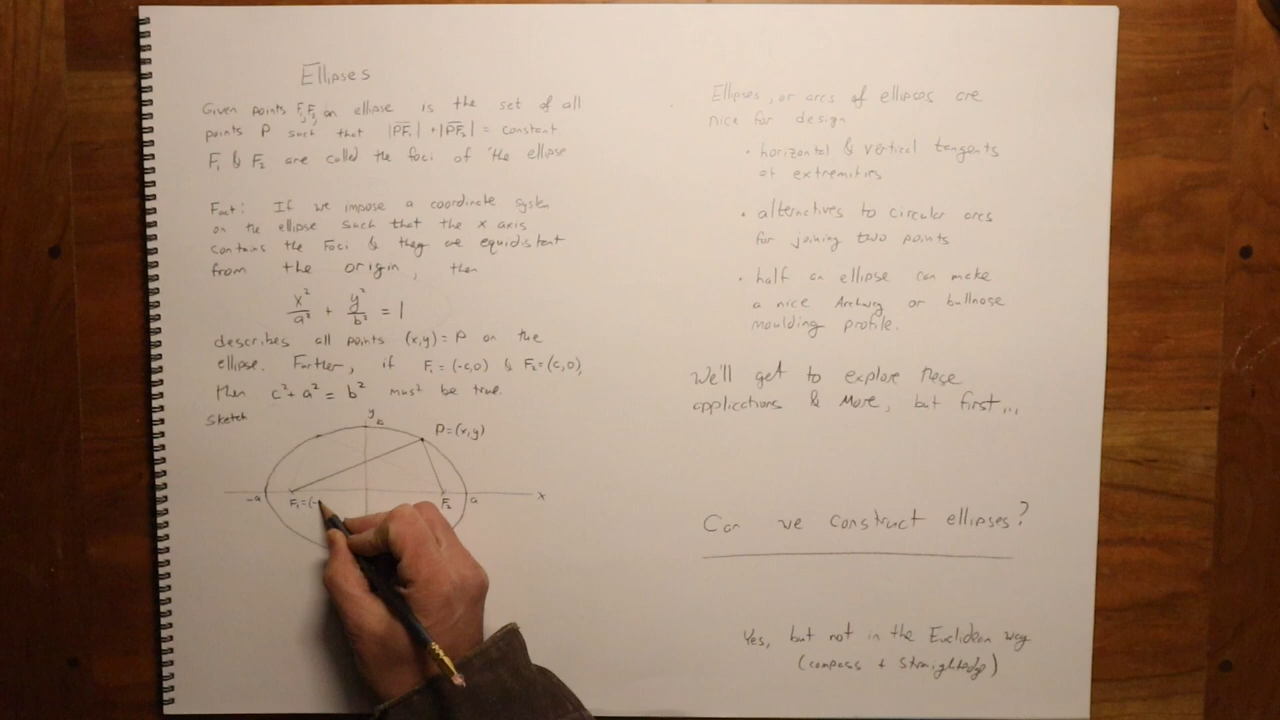 Ellipses
Given points F₁,F₂, an ellipse is the set of all
points P such that |PF₁| + |PF₂| = constant
F₁ & F₂ are called the foci of the ellipse
Fact: If we impose a coordinate system
on the ellipse such that the x axis
contains the Foci & they are equidistant
from the origin, then
x²/a² + y²/b² = 1
describes all points (x,y) = P on the
ellipse. Further, if F₁ = (-c,0) & F₂=(c,0),
then c²+a² = b² must be true.
Sketch
y
b
P=(x,y)
-a
F₁=(-
F₂
a
x
Ellipses, or arcs of ellipses are
nice for design
• horizontal & vertical tangents
at extremities
• alternatives to circular arcs
for joining two points
• half an ellipse can make
a nice Archway or bullnose
moulding profile.
We'll get to explore these
applications & More, but first...
Can we construct ellipses?
Yes, but not in the Euclidean way
(compass + straightedge)